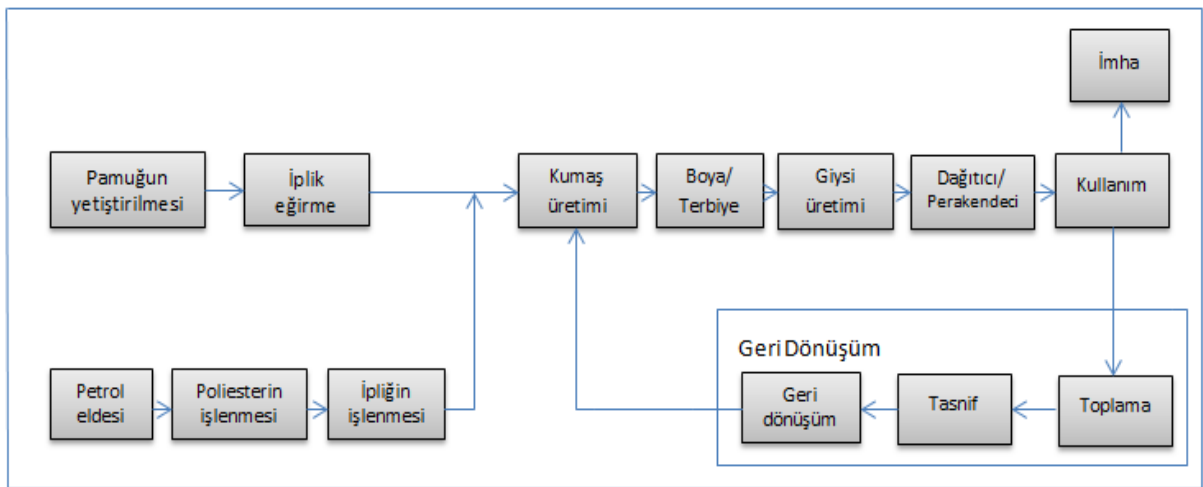 İmha
Pamuğun
yetiştirilmesi
İplik
eğirme
Kumaş
üretimi
Boya/
Terbiye
Giysi
üretimi
Dağıtıcı/
Perakendeci
Kullanım
Geri Dönüşüm
Petrol
eldesi
Poliesterin
işlenmesi
İpliğin
işlenmesi
Geri
dönüşüm
Tasnif
Toplama